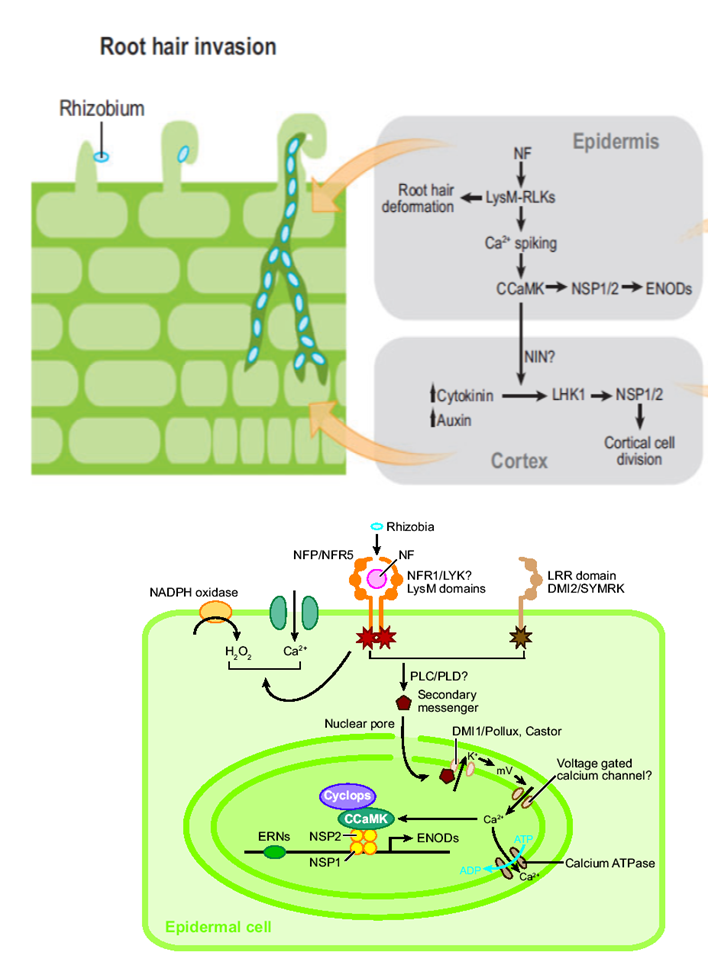 Root hair invasion
Rhizobium
Epidermis
NF
Root hair
deformation
LysM-RLKs
Ca²⁺ spiking
CCaMK
NSP1/2
ENODs
NIN?
Cytokinin
LHK1
NSP1/2
Auxin
Cortical cell
division
Cortex
Rhizobia
NFP/NFR5
NF
NFR1/LYK?
LysM domains
LRR domain
DMI2/SYMRK
NADPH oxidase
H₂O₂
Ca²⁺
PLC/PLD?
Secondary
messenger
Nuclear pore
DMI1/Pollux, Castor
K⁺
mV
Voltage gated
calcium channel?
Cyclops
CCaMK
Ca²⁺
ERNs
NSP2
ENODs
ATP
NSP1
ADP
Calcium ATPase
Ca²⁺
Epidermal cell